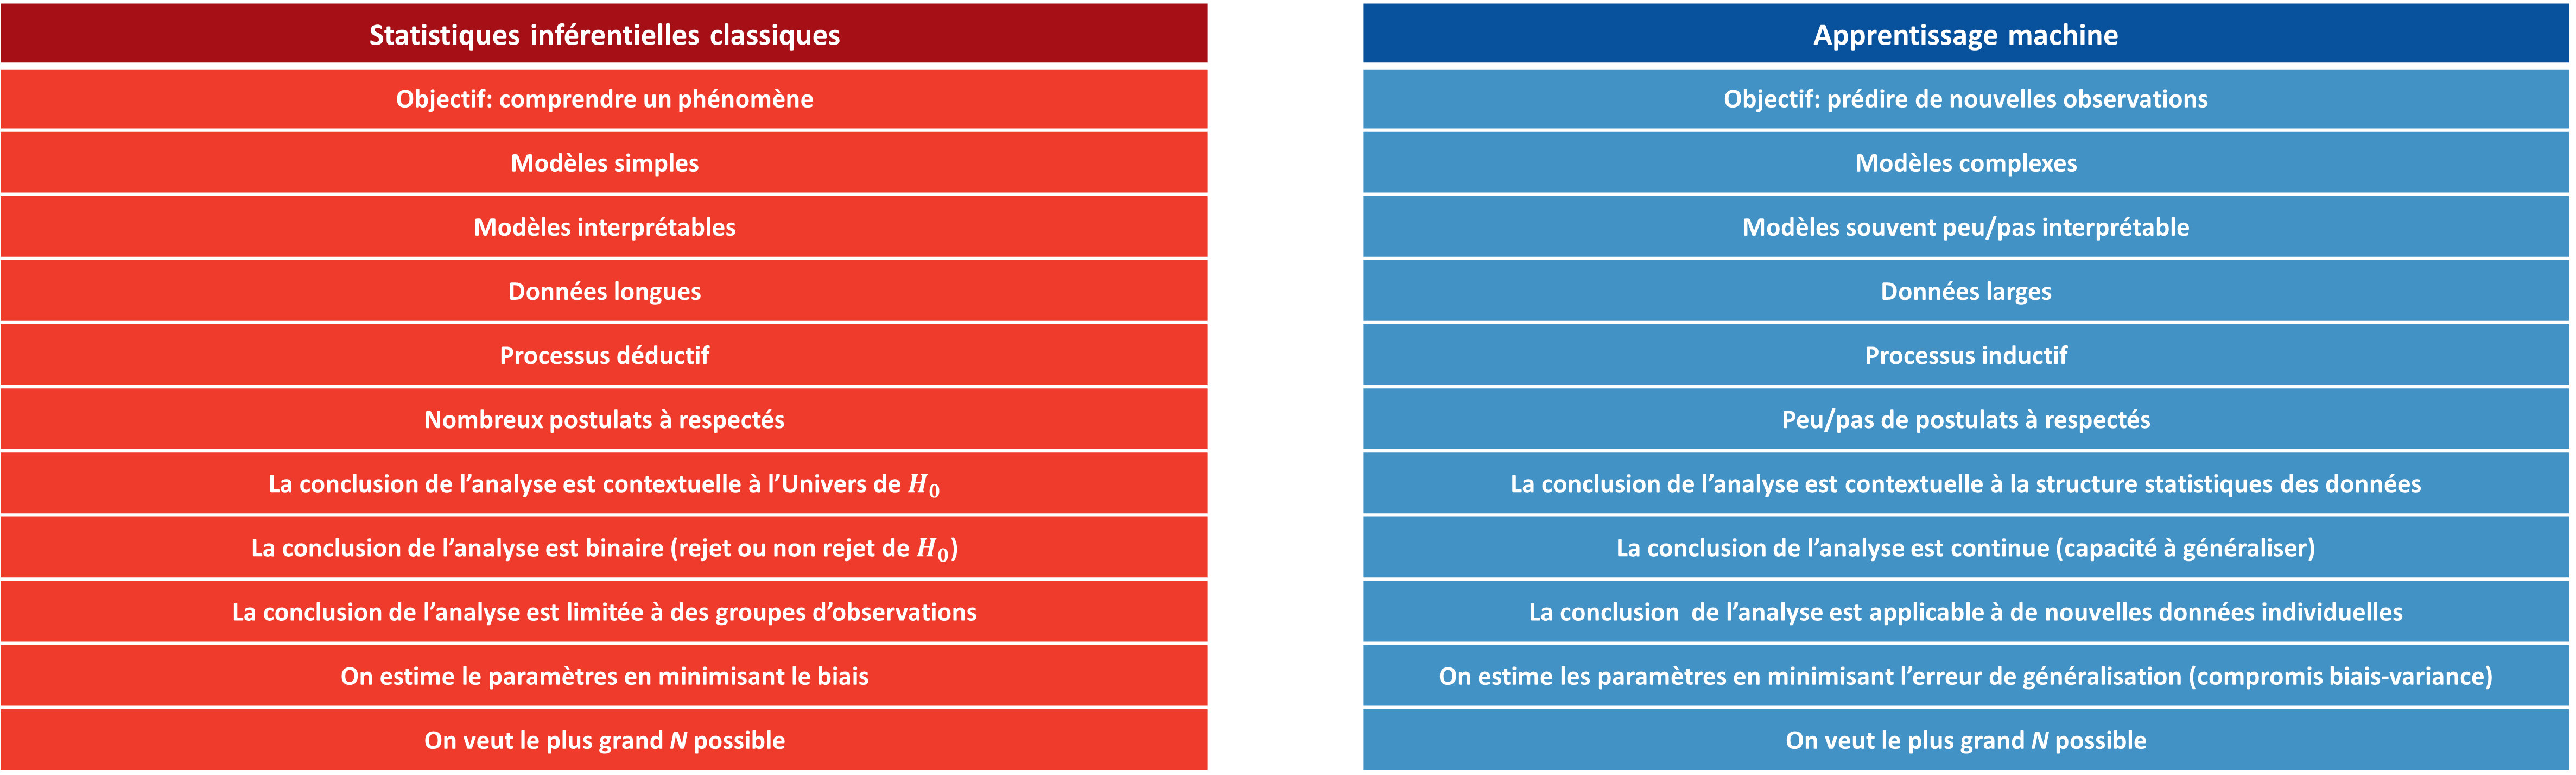 Statistiques inférentielles classiques
Apprentissage machine
Objectif: comprendre un phénomène
Objectif: prédire de nouvelles observations
Modèles simples
Modèles complexes
Modèles interprétables
Modèles souvent peu/pas interprétable
Données longues
Données larges
Processus déductif
Processus inductif
Nombreux postulats à respectés
Peu/pas de postulats à respectés
La conclusion de l’analyse est contextuelle à l’Univers de H₀
La conclusion de l’analyse est contextuelle à la structure statistiques des données
La conclusion de l’analyse est binaire (rejet ou non rejet de H₀)
La conclusion de l’analyse est continue (capacité à généraliser)
La conclusion de l’analyse est limitée à des groupes d’observations
La conclusion de l’analyse est applicable à de nouvelles données individuelles
On estime le paramètres en minimisant le biais
On estime les paramètres en minimisant l’erreur de généralisation (compromis biais-variance)
On veut le plus grand N possible
On veut le plus grand N possible